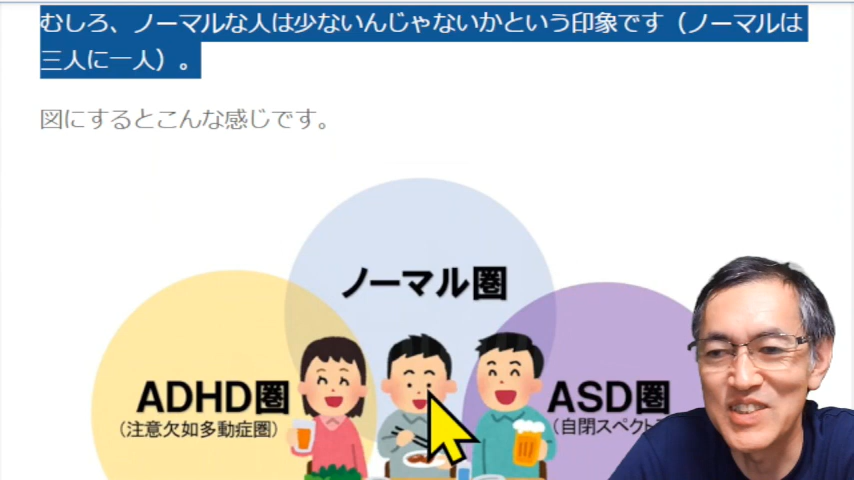 むしろ、ノーマルな人は少ないんじゃないかという印象です（ノーマルは
三人に一人）。
図にするとこんな感じです。
ノーマル圏
ADHD圏
（注意欠如多動症圏）
ASD圏
（自閉スペクト